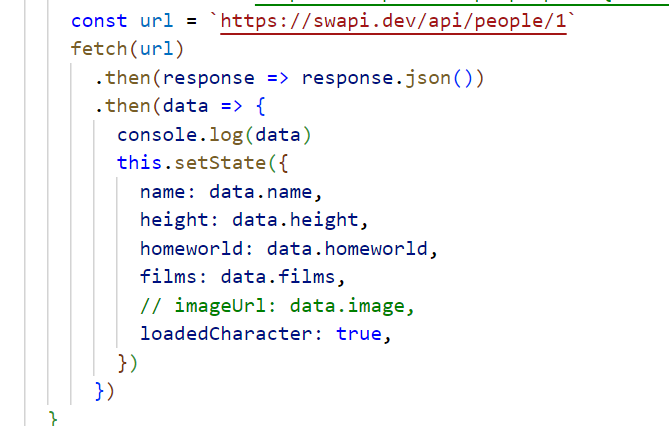 const url = `https://swapi.dev/api/people/1`
fetch(url)
.then(response => response.json())
.then(data => {
console.log(data)
this.setState({
name: data.name,
height: data.height,
homeworld: data.homeworld,
films: data.films,
// imageUrl: data.image,
loadedCharacter: true,
})
})
}